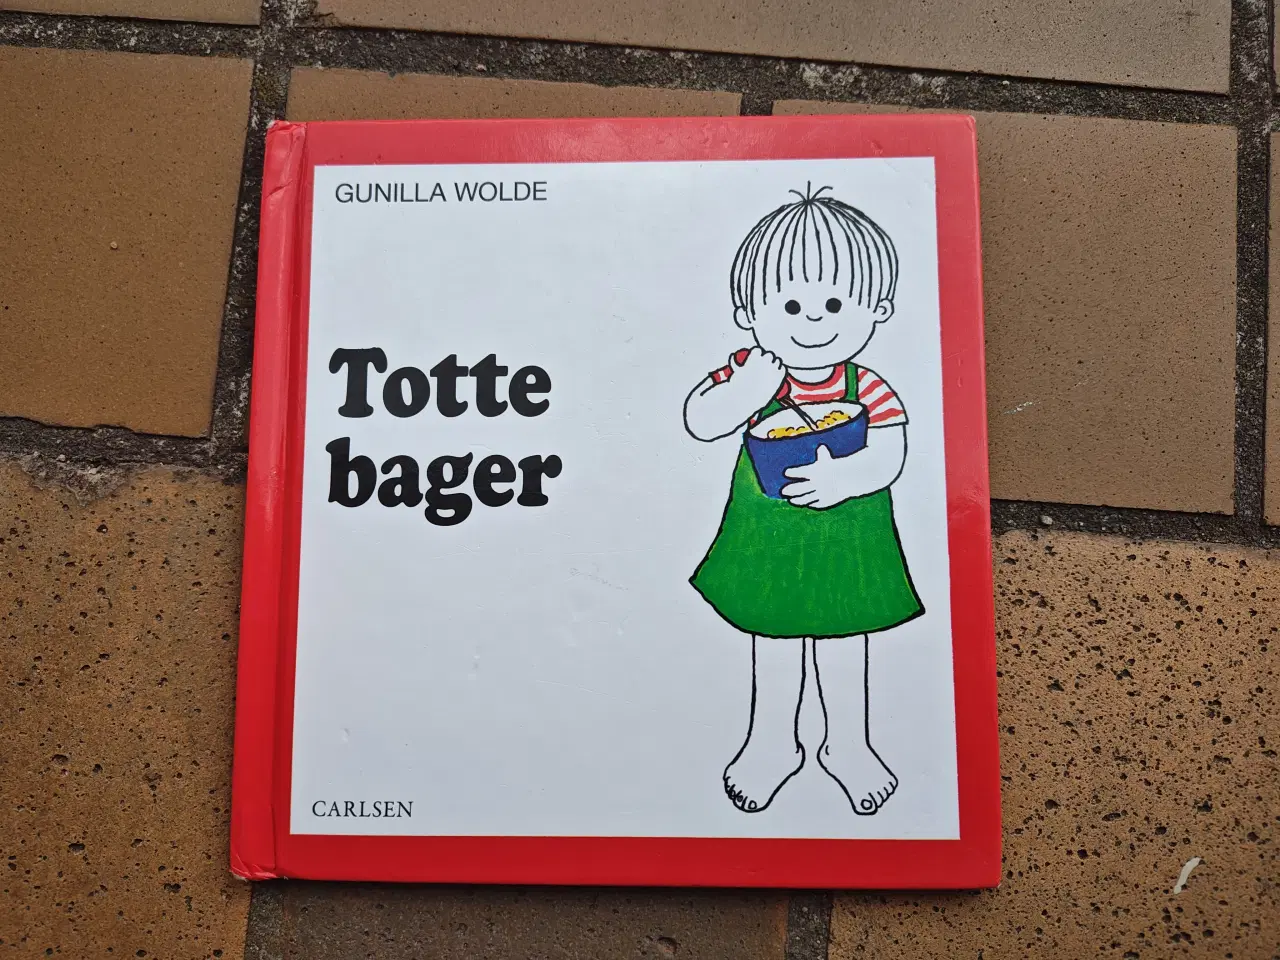 GUNILLA WOLDE
Totte
bager
CARLSEN